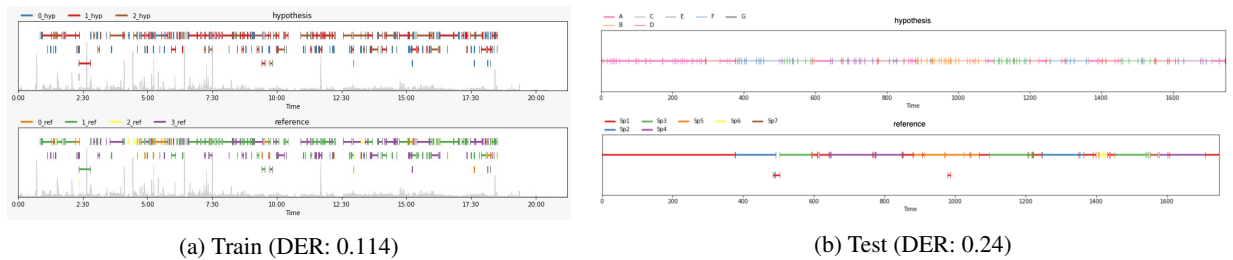 hypothesis
0_hyp 1_hyp 2_hyp
0:00 2:30 5:00 7:30 10:00 12:30 15:00 17:30 20:00
Time
reference
0_ref 1_ref 2_ref 3_ref
0:00 2:30 5:00 7:30 10:00 12:30 15:00 17:30 20:00
Time
(a) Train (DER: 0.114)
A C E F G
B D
hypothesis
0 200 400 600 800 1000 1200 1400 1600
Time
reference
Sp1 Sp3 Sp5 Sp6 Sp7
Sp2 Sp4
0 200 400 600 800 1000 1200 1400 1600
Time
(b) Test (DER: 0.24)